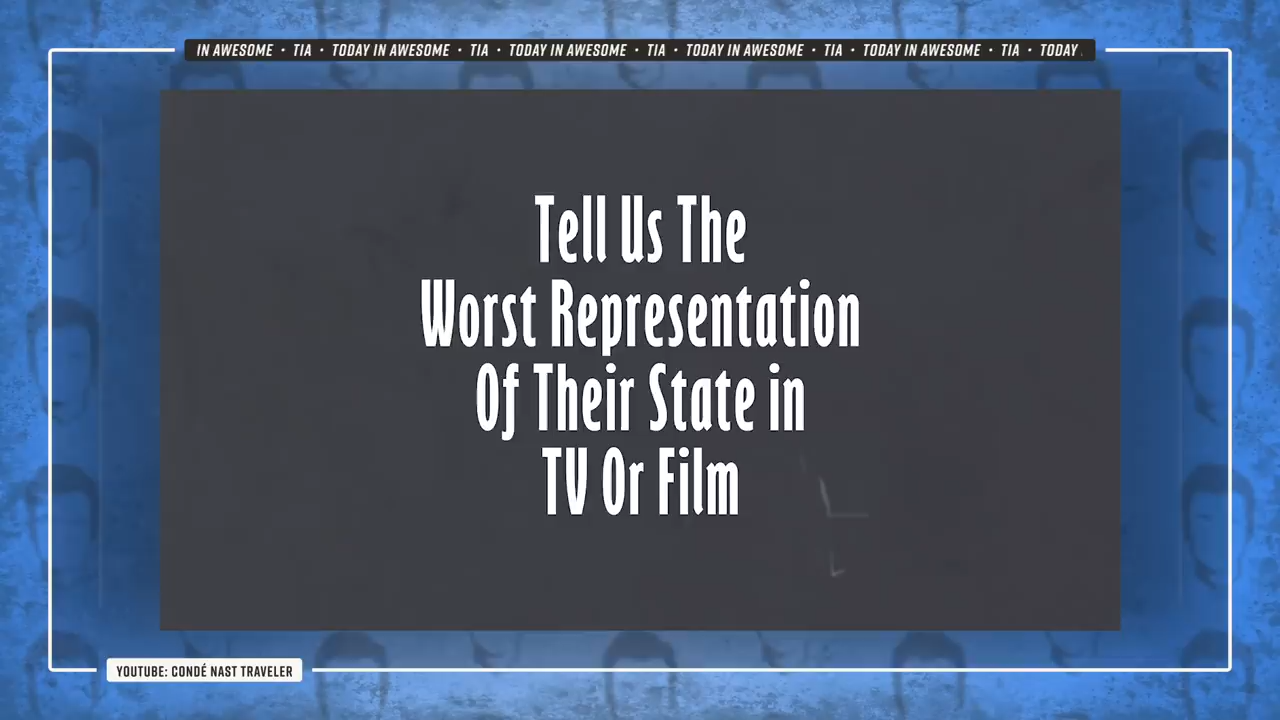 IN AWESOME • TIA • TODAY IN AWESOME • TIA • TODAY IN AWESOME • TIA • TODAY IN AWESOME • TIA • TODAY IN AWESOME • TIA • TODAY
Tell Us The
Worst Representation
Of Their State in
TV Or Film
YOUTUBE: CONDÉ NAST TRAVELER